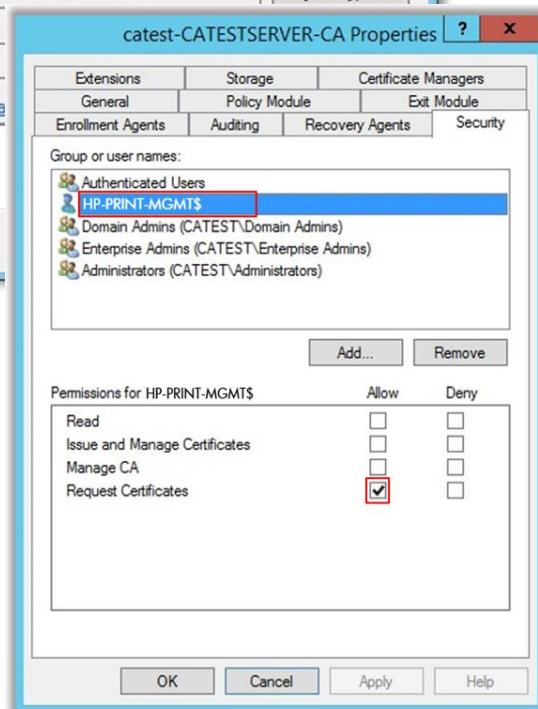 catest-CATESTSERVER-CA Properties ? x
Extensions Storage Certificate Managers
General Policy Module Exit Module
Enrollment Agents Auditing Recovery Agents Security
Group or user names:
Authenticated Users
HP-PRINT-MGMT$
Domain Admins (CATEST\Domain Admins)
Enterprise Admins (CATEST\Enterprise Admins)
Administrators (CATEST\Administrators)
Add... Remove
Permissions for HP-PRINT-MGMT$ Allow Deny
Read
Issue and Manage Certificates
Manage CA
Request Certificates
OK Cancel Apply Help